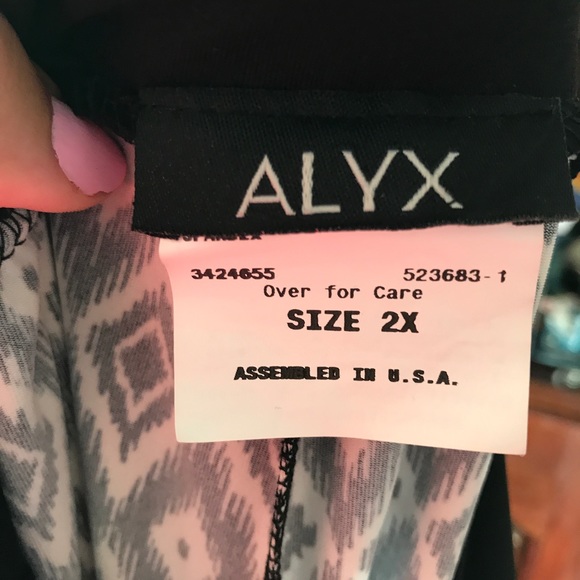 ALYX
3424655 523683-1
Over for Care
SIZE 2X
ASSEMBLED IN U.S.A.